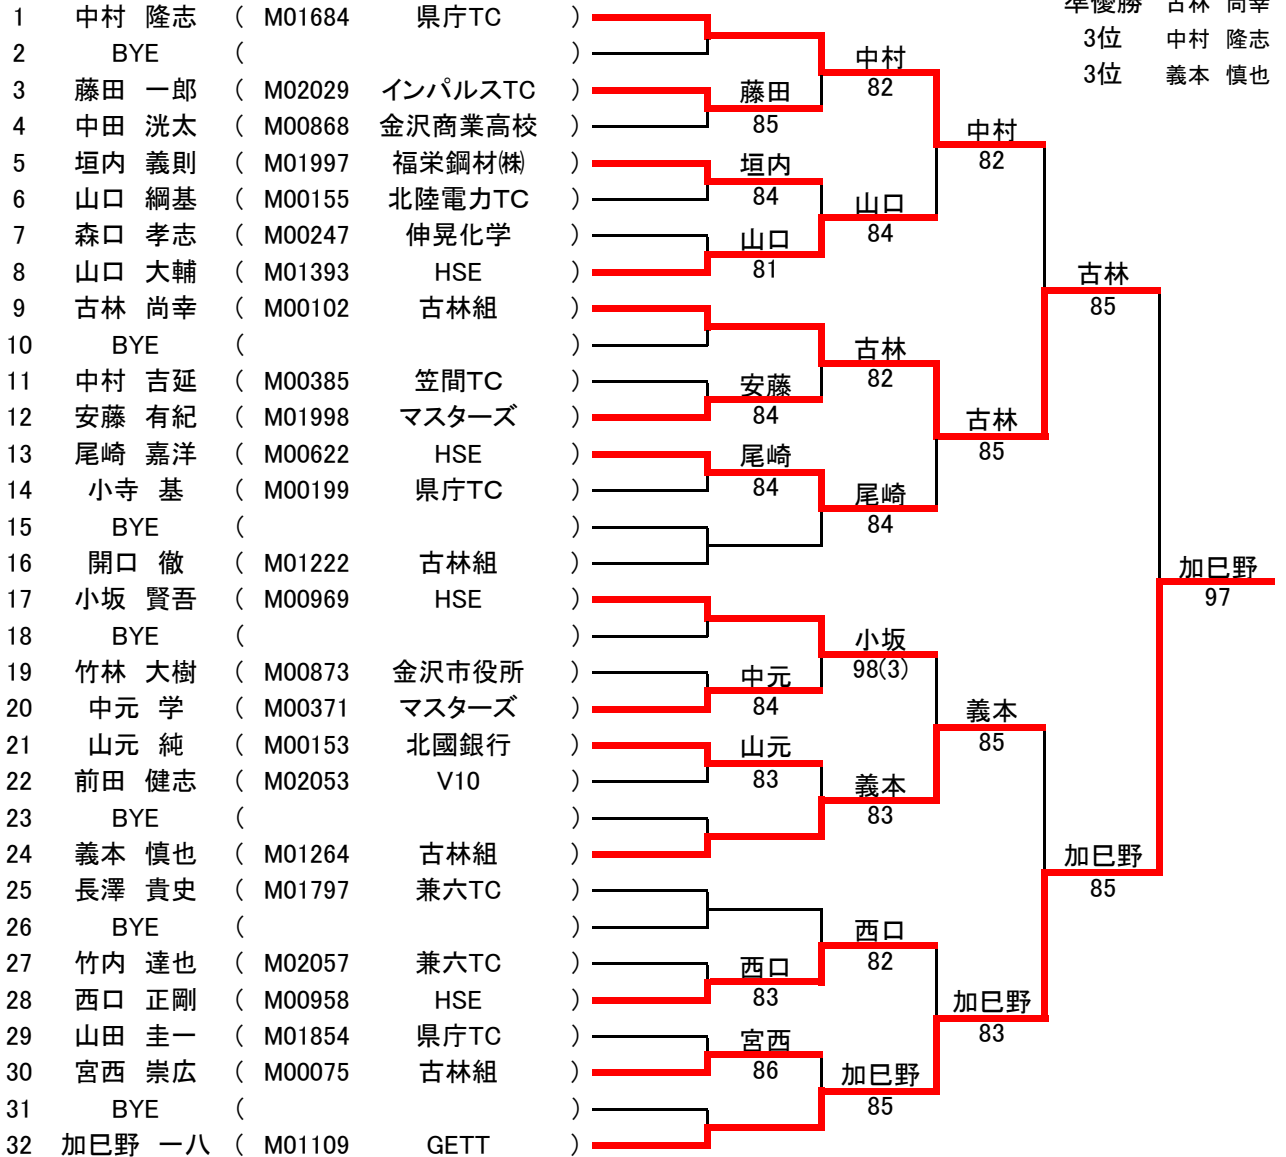 準優勝 古林 尚幸
3位 中村 隆志
3位 義本 慎也
1 中村 隆志 ( M01684 県庁TC )
2 BYE ( )
3 藤田 一郎 ( M02029 インパルスTC )
4 中田 洸太 ( M00868 金沢商業高校 )
5 垣内 義則 ( M01997 福栄鋼材㈱ )
6 山口 綱基 ( M00155 北陸電力TC )
7 森口 孝志 ( M00247 伸晃化学 )
8 山口 大輔 ( M01393 HSE )
9 古林 尚幸 ( M00102 古林組 )
10 BYE ( )
11 中村 吉延 ( M00385 笠間TC )
12 安藤 有紀 ( M01998 マスターズ )
13 尾崎 嘉洋 ( M00622 HSE )
14 小寺 基 ( M00199 県庁TC )
15 BYE ( )
16 開口 徹 ( M01222 古林組 )
17 小坂 賢吾 ( M00969 HSE )
18 BYE ( )
19 竹林 大樹 ( M00873 金沢市役所 )
20 中元 学 ( M00371 マスターズ )
21 山元 純 ( M00153 北國銀行 )
22 前田 健志 ( M02053 V10 )
23 BYE ( )
24 義本 慎也 ( M01264 古林組 )
25 長澤 貴史 ( M01797 兼六TC )
26 BYE ( )
27 竹内 達也 ( M02057 兼六TC )
28 西口 正剛 ( M00958 HSE )
29 山田 圭一 ( M01854 県庁TC )
30 宮西 崇広 ( M00075 古林組 )
31 BYE ( )
32 加巳野 一八 ( M01109 GETT )
藤田
85
垣内
84
山口
81
安藤
84
尾崎
84
中元
84
山元
83
西口
83
宮西
86
中村
82
山口
84
古林
82
尾崎
84
小坂
98(3)
義本
83
西口
82
加巳野
85
中村
82
古林
85
義本
85
加巳野
83
古林
85
加巳野
85
加巳野
97